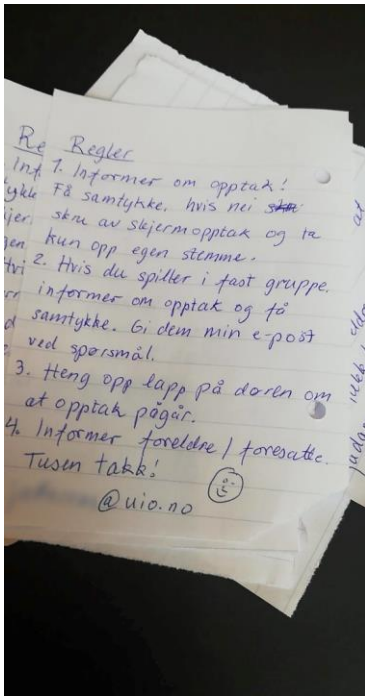 Regler
1. Informer om opptak!
Få samtykke, hvis nei
skru av skjermopptak og ta
kun opp egen stemme.
2. Hvis du spiller i fast gruppe.
informer om opptak og få
samtykke. Gi dem min e-post
ved spørsmål.
3. Heng opp lapp på døren om
at opptak pågår.
4. Informer foreldre / foresatte.
Tusen takk!
@uio.no